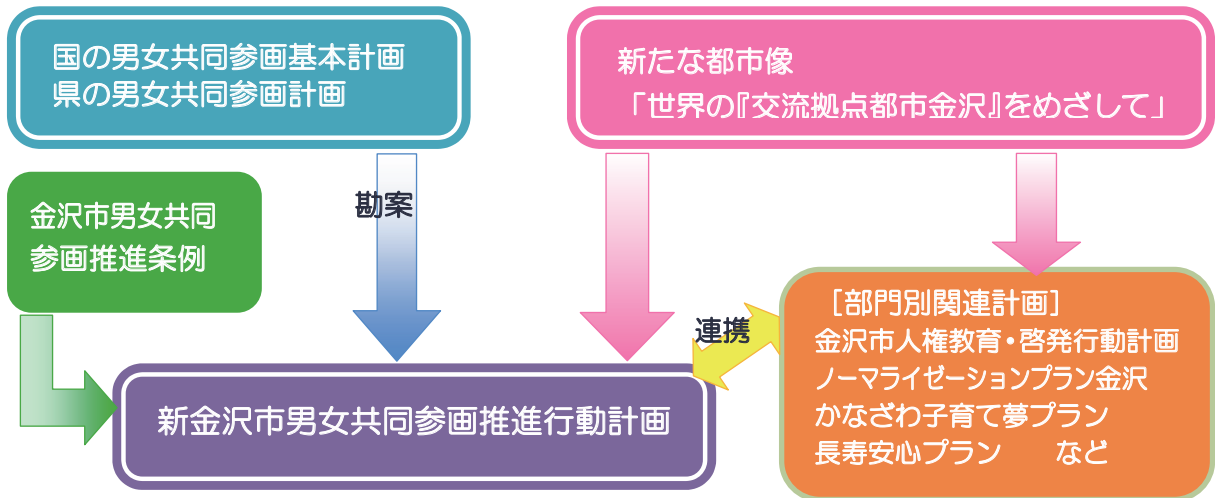 国の男女共同参画基本計画
県の男女共同参画計画
新たな都市像
「世界の『交流拠点都市金沢』をめざして」
金沢市男女共同
参画推進条例
勘案
連携
[部門別関連計画]
金沢市人権教育・啓発行動計画
ノーマライゼーションプラン金沢
かなざわ子育て夢プラン
長寿安心プラン　　など
新金沢市男女共同参画推進行動計画